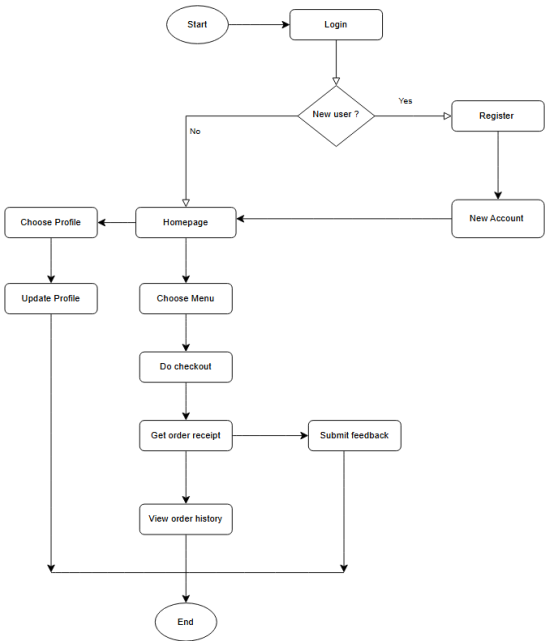 Start
Login
New user ?
Yes
Register
No
Choose Profile
Homepage
New Account
Update Profile
Choose Menu
Do checkout
Get order receipt
Submit feedback
View order history
End